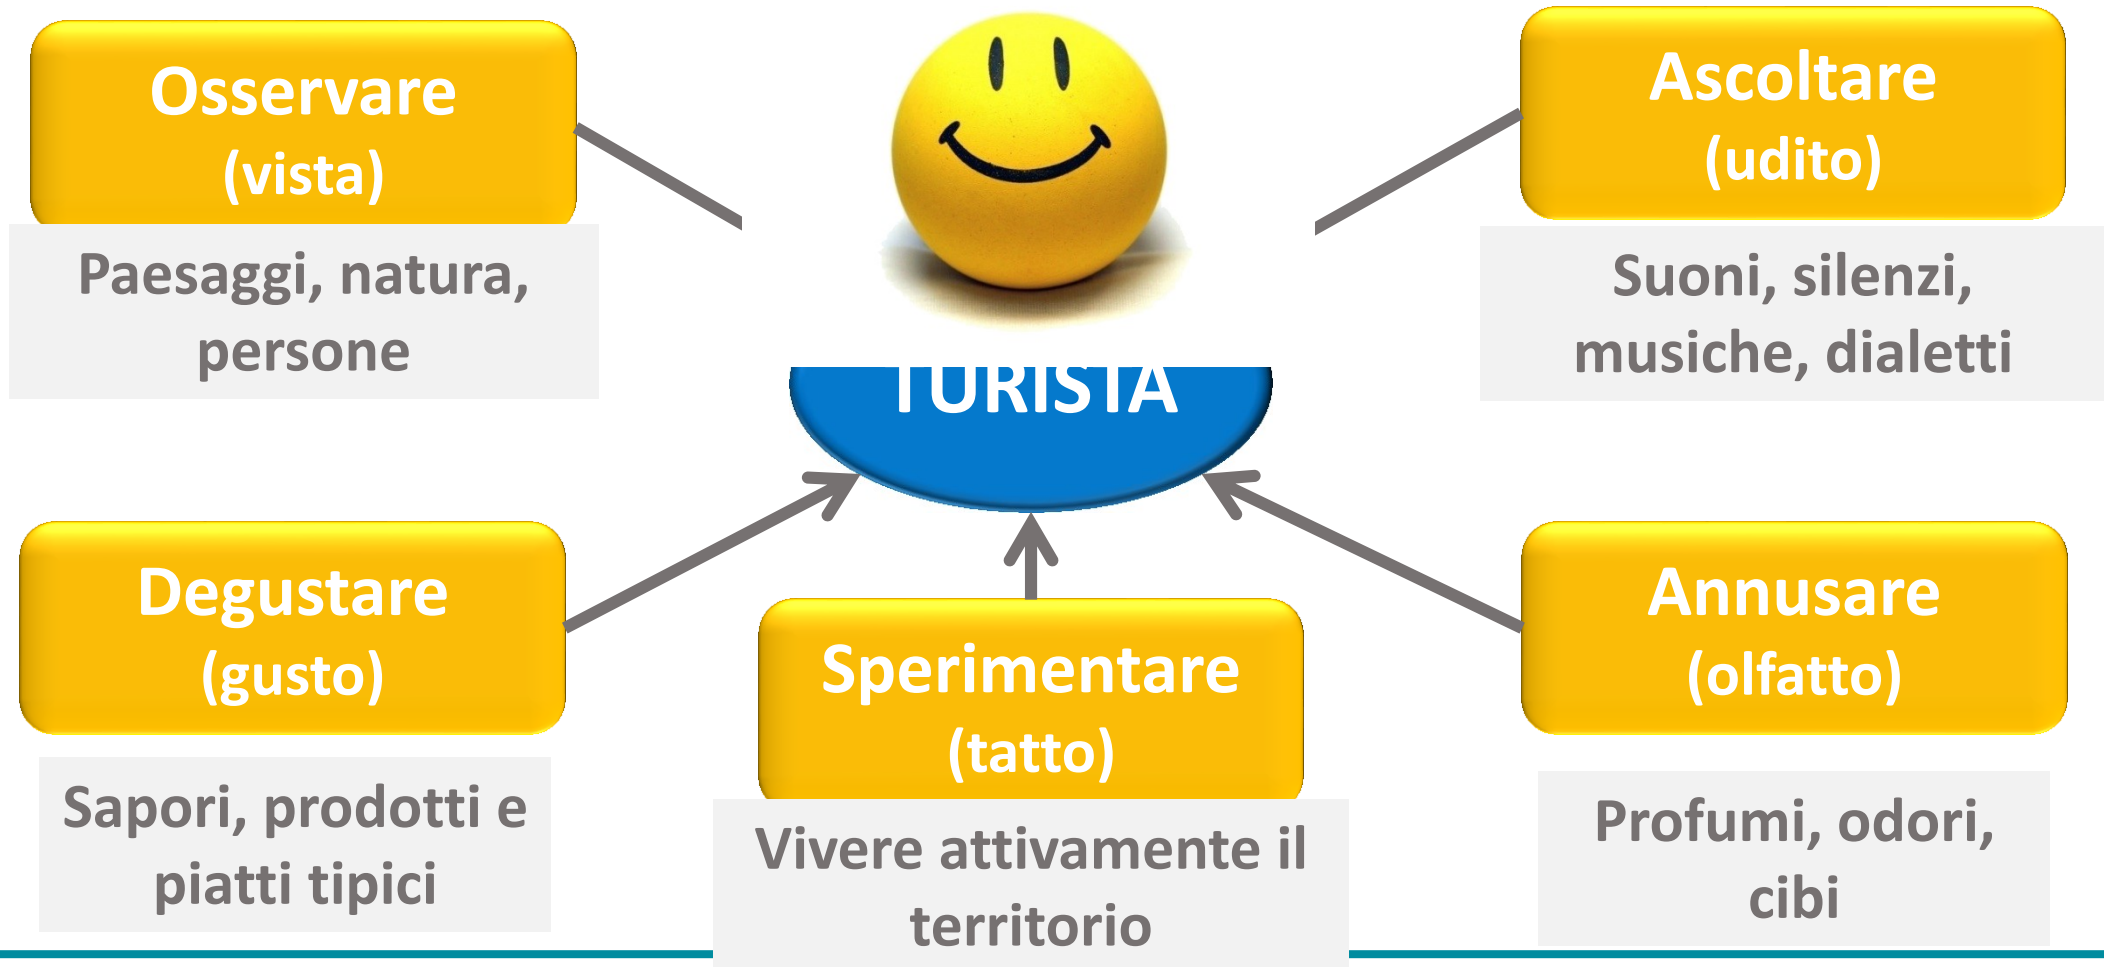 Osservare
(vista)
Paesaggi, natura,
persone
Ascoltare
(udito)
Suoni, silenzi,
musiche, dialetti
TURISTA
Degustare
(gusto)
Sapori, prodotti e
piatti tipici
Sperimentare
(tatto)
Vivere attivamente il
territorio
Annusare
(olfatto)
Profumi, odori,
cibi